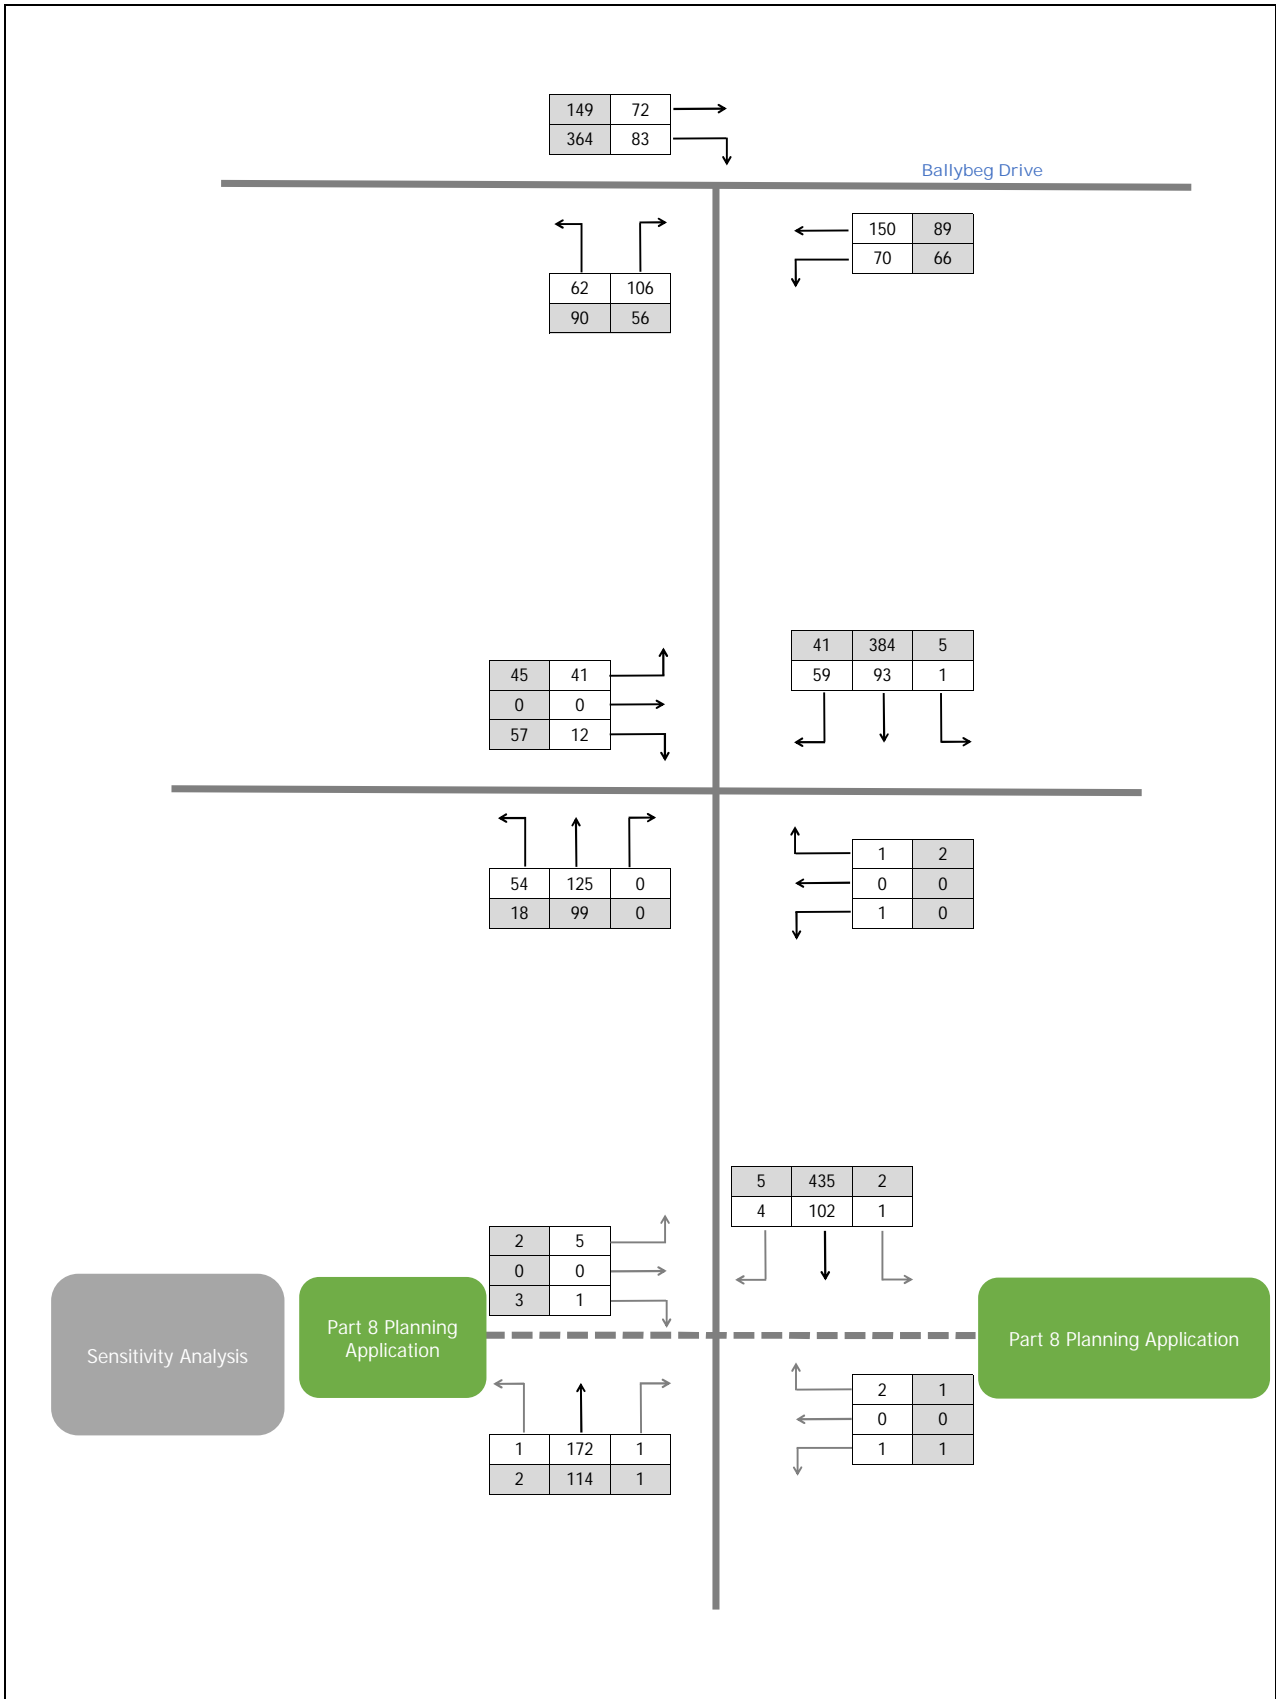 149 72
364 83
Ballybeg Drive
150 89
70 66
62 106
90 56
41 384 5
59 93 1
45 41
0 0
57 12
1 2
0 0
1 0
54 125 0
18 99 0
5 435 2
4 102 1
2 5
0 0
3 1
Sensitivity Analysis
Part 8 Planning
Application
Part 8 Planning Application
2 1
0 0
1 1
1 172 1
2 114 1